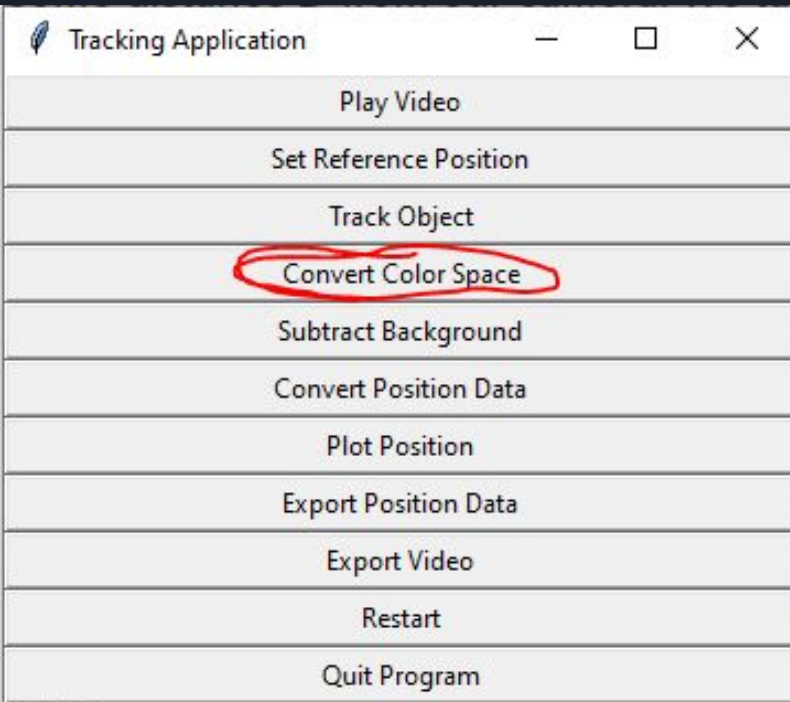 Tracking Application
Play Video
Set Reference Position
Track Object
Convert Color Space
Subtract Background
Convert Position Data
Plot Position
Export Position Data
Export Video
Restart
Quit Program